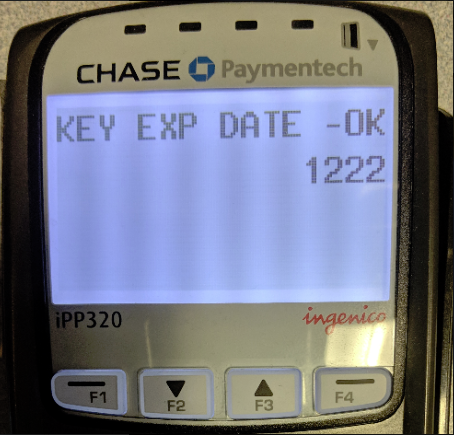 CHASE Paymentech
KEY EXP DATE -OK
1222
iPP320 ingenico
F1 F2 F3 F4